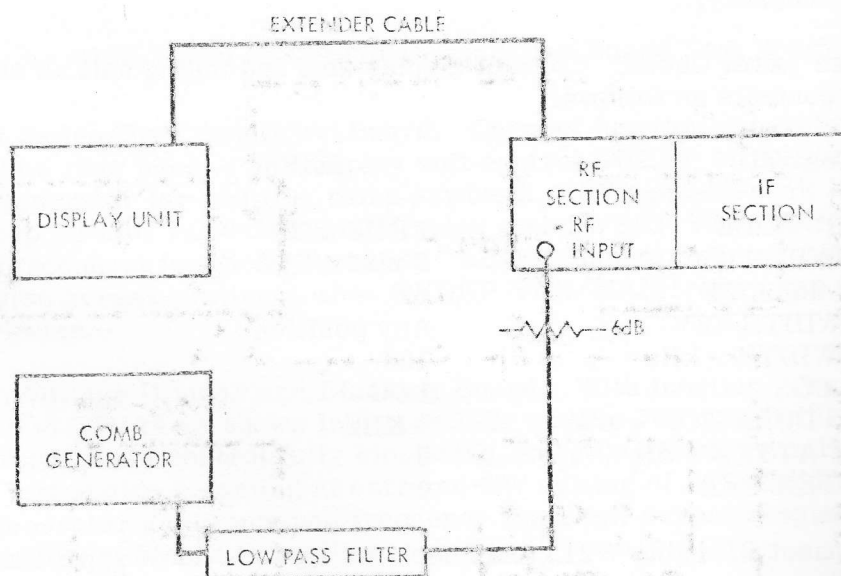 EXTENDER CABLE
DISPLAY UNIT
RF
SECTION
RF
INPUT
IF
SECTION
6dB
COMB
GENERATOR
LOW PASS FILTER